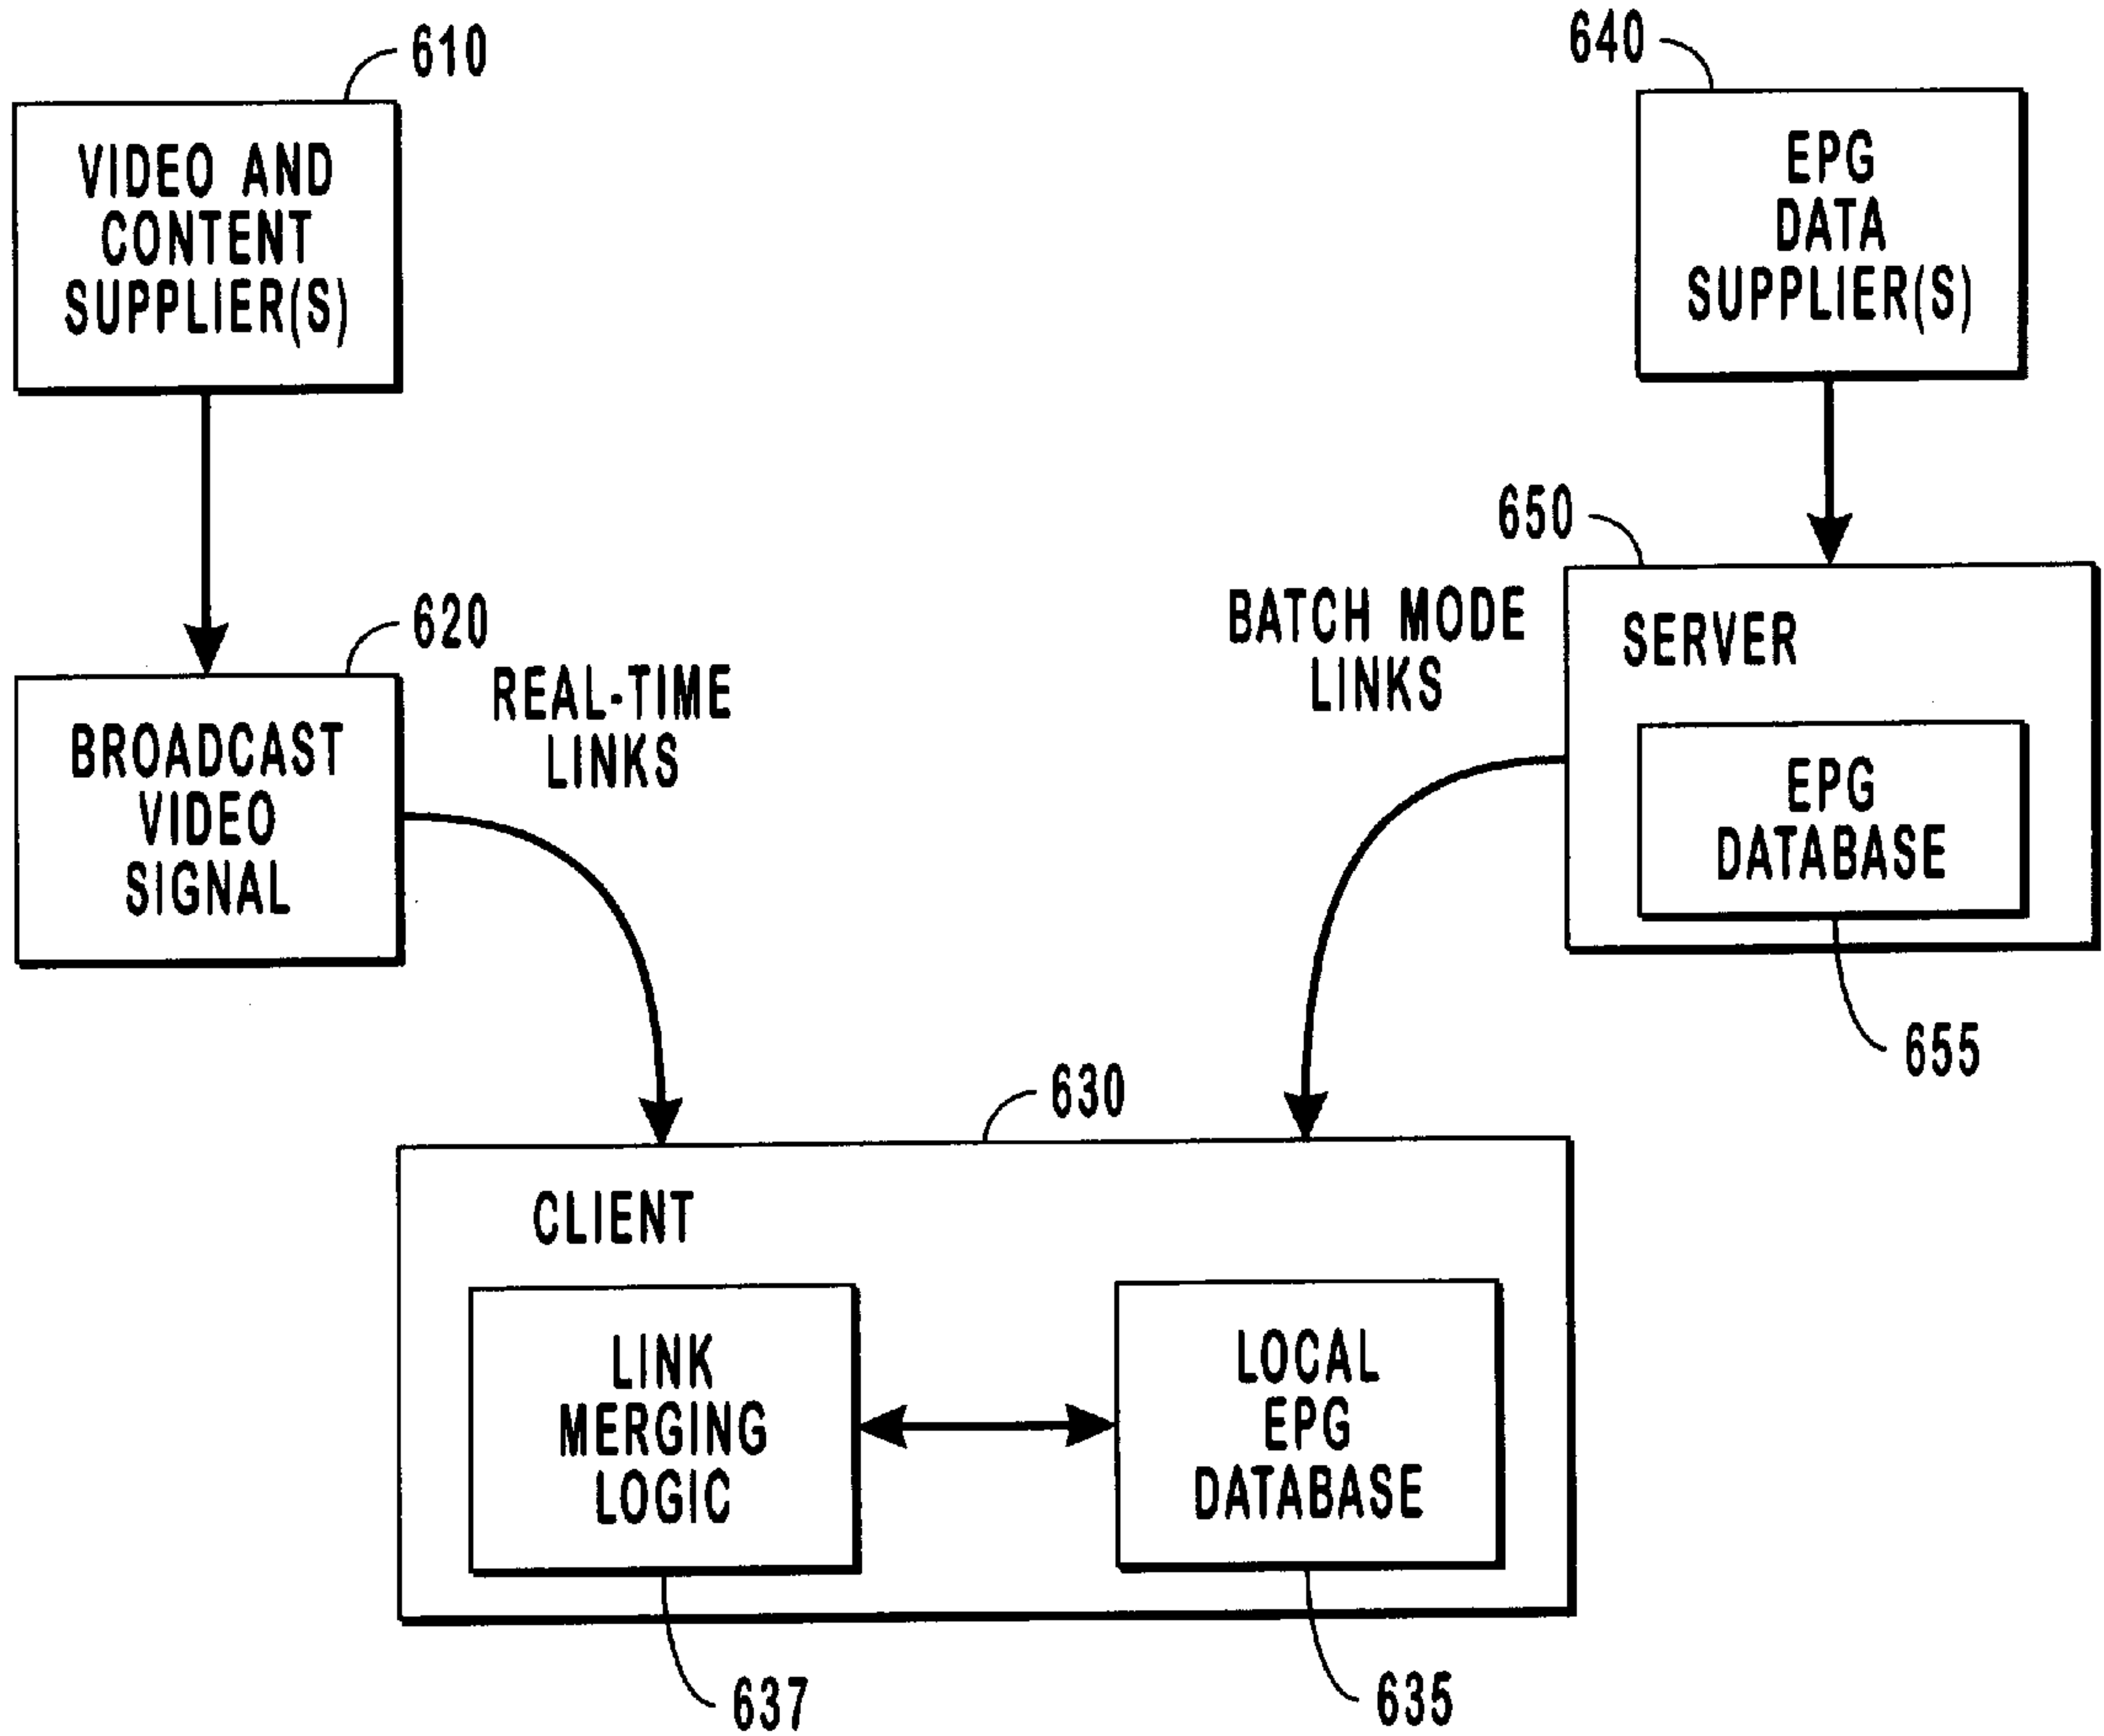 610
VIDEO AND
CONTENT
SUPPLIER(S)
640
EPG
DATA
SUPPLIER(S)
620
BROADCAST
VIDEO
SIGNAL
REAL-TIME
LINKS
BATCH MODE
LINKS
650
SERVER
EPG
DATABASE
655
630
CLIENT
LINK
MERGING
LOGIC
637
LOCAL
EPG
DATABASE
635